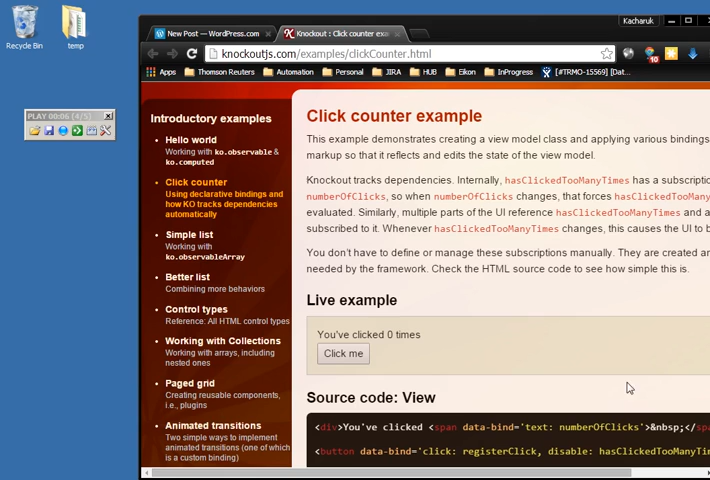 Recycle Bin
temp
PLAY 00:06 (4/5)
Kacharuk
New Post — WordPress.com
Knockout : Click counter exa
knockoutjs.com/examples/clickCounter.html
10
Apps
Thomson Reuters
Automation
Personal
JIRA
HUB
Eikon
InProgress
[#TRMO-15569] [Dat...
Introductory examples
Hello world
Working with ko.observable &
ko.computed
Click counter
Using declarative bindings and
how KO tracks dependencies
automatically
Simple list
Working with
ko.observableArray
Better list
Combining more behaviors
Control types
Reference: All HTML control types
Working with Collections
Working with arrays, including
nested ones
Paged grid
Creating reusable components,
i.e., plugins
Animated transitions
Two simple ways to implement
animated transitions (one of which
is a custom binding)
Click counter example
This example demonstrates creating a view model class and applying various bindings
markup so that it reflects and edits the state of the view model.
Knockout tracks dependencies. Internally, hasClickedTooManyTimes has a subscripti
numberOfClicks, so when numberOfClicks changes, that forces hasClickedTooMany
evaluated. Similarly, multiple parts of the UI reference hasClickedTooManyTimes and a
subscribed to it. Whenever hasClickedTooManyTimes changes, this causes the UI to b
You don't have to define or manage these subscriptions manually. They are created ar
needed by the framework. Check the HTML source code to see how simple this is.
Live example
You've clicked 0 times
Click me
Source code: View
<div>You've clicked <span data-bind='text: numberOfClicks'>&nbsp;</spa
<button data-bind='click: registerClick, disable: hasClickedTooManyTim